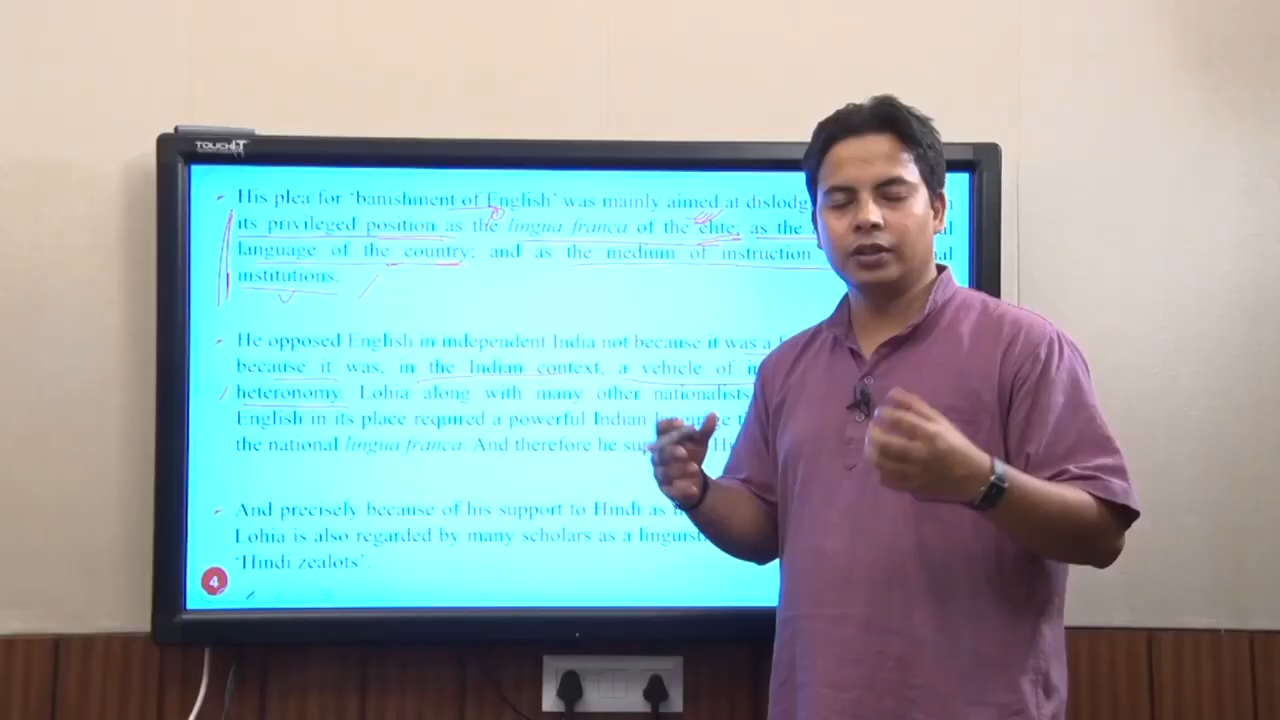 TOUCHIT
His plea for ‘banishment of English’ was mainly aimed at
its privileged position as the lingua franca of the elite; as the
language of the country; and as the medium of instruction
institutions.
He opposed English in independent India not because it was a
because it was, in the Indian context, a vehicle of
heteronomy. Lohia along with many other nationalists
English in its place required a powerful Indian language
the national lingua franca. And therefore he
And precisely because of his support to Hindi as
Lohia is also regarded by many scholars as a
‘Hindi zealots’.
4